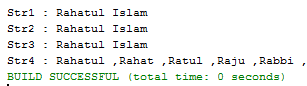 Str1 : Rahatul Islam
Str2 : Rahatul Islam
Str3 : Rahatul Islam
Str4 : Rahatul ,Rahat ,Ratul ,Raju ,Rabbi ,
BUILD SUCCESSFUL (total time: 0 seconds)